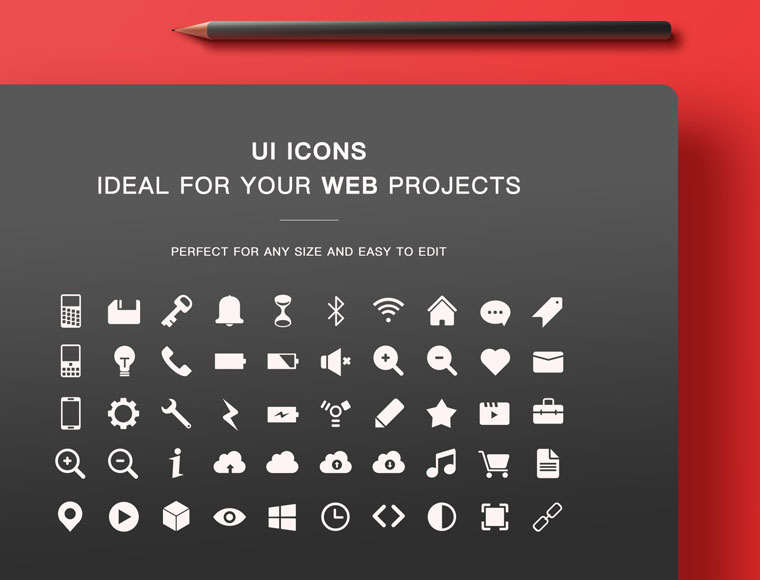 UI ICONS
IDEAL FOR YOUR WEB PROJECTS
PERFECT FOR ANY SIZE AND EASY TO EDIT